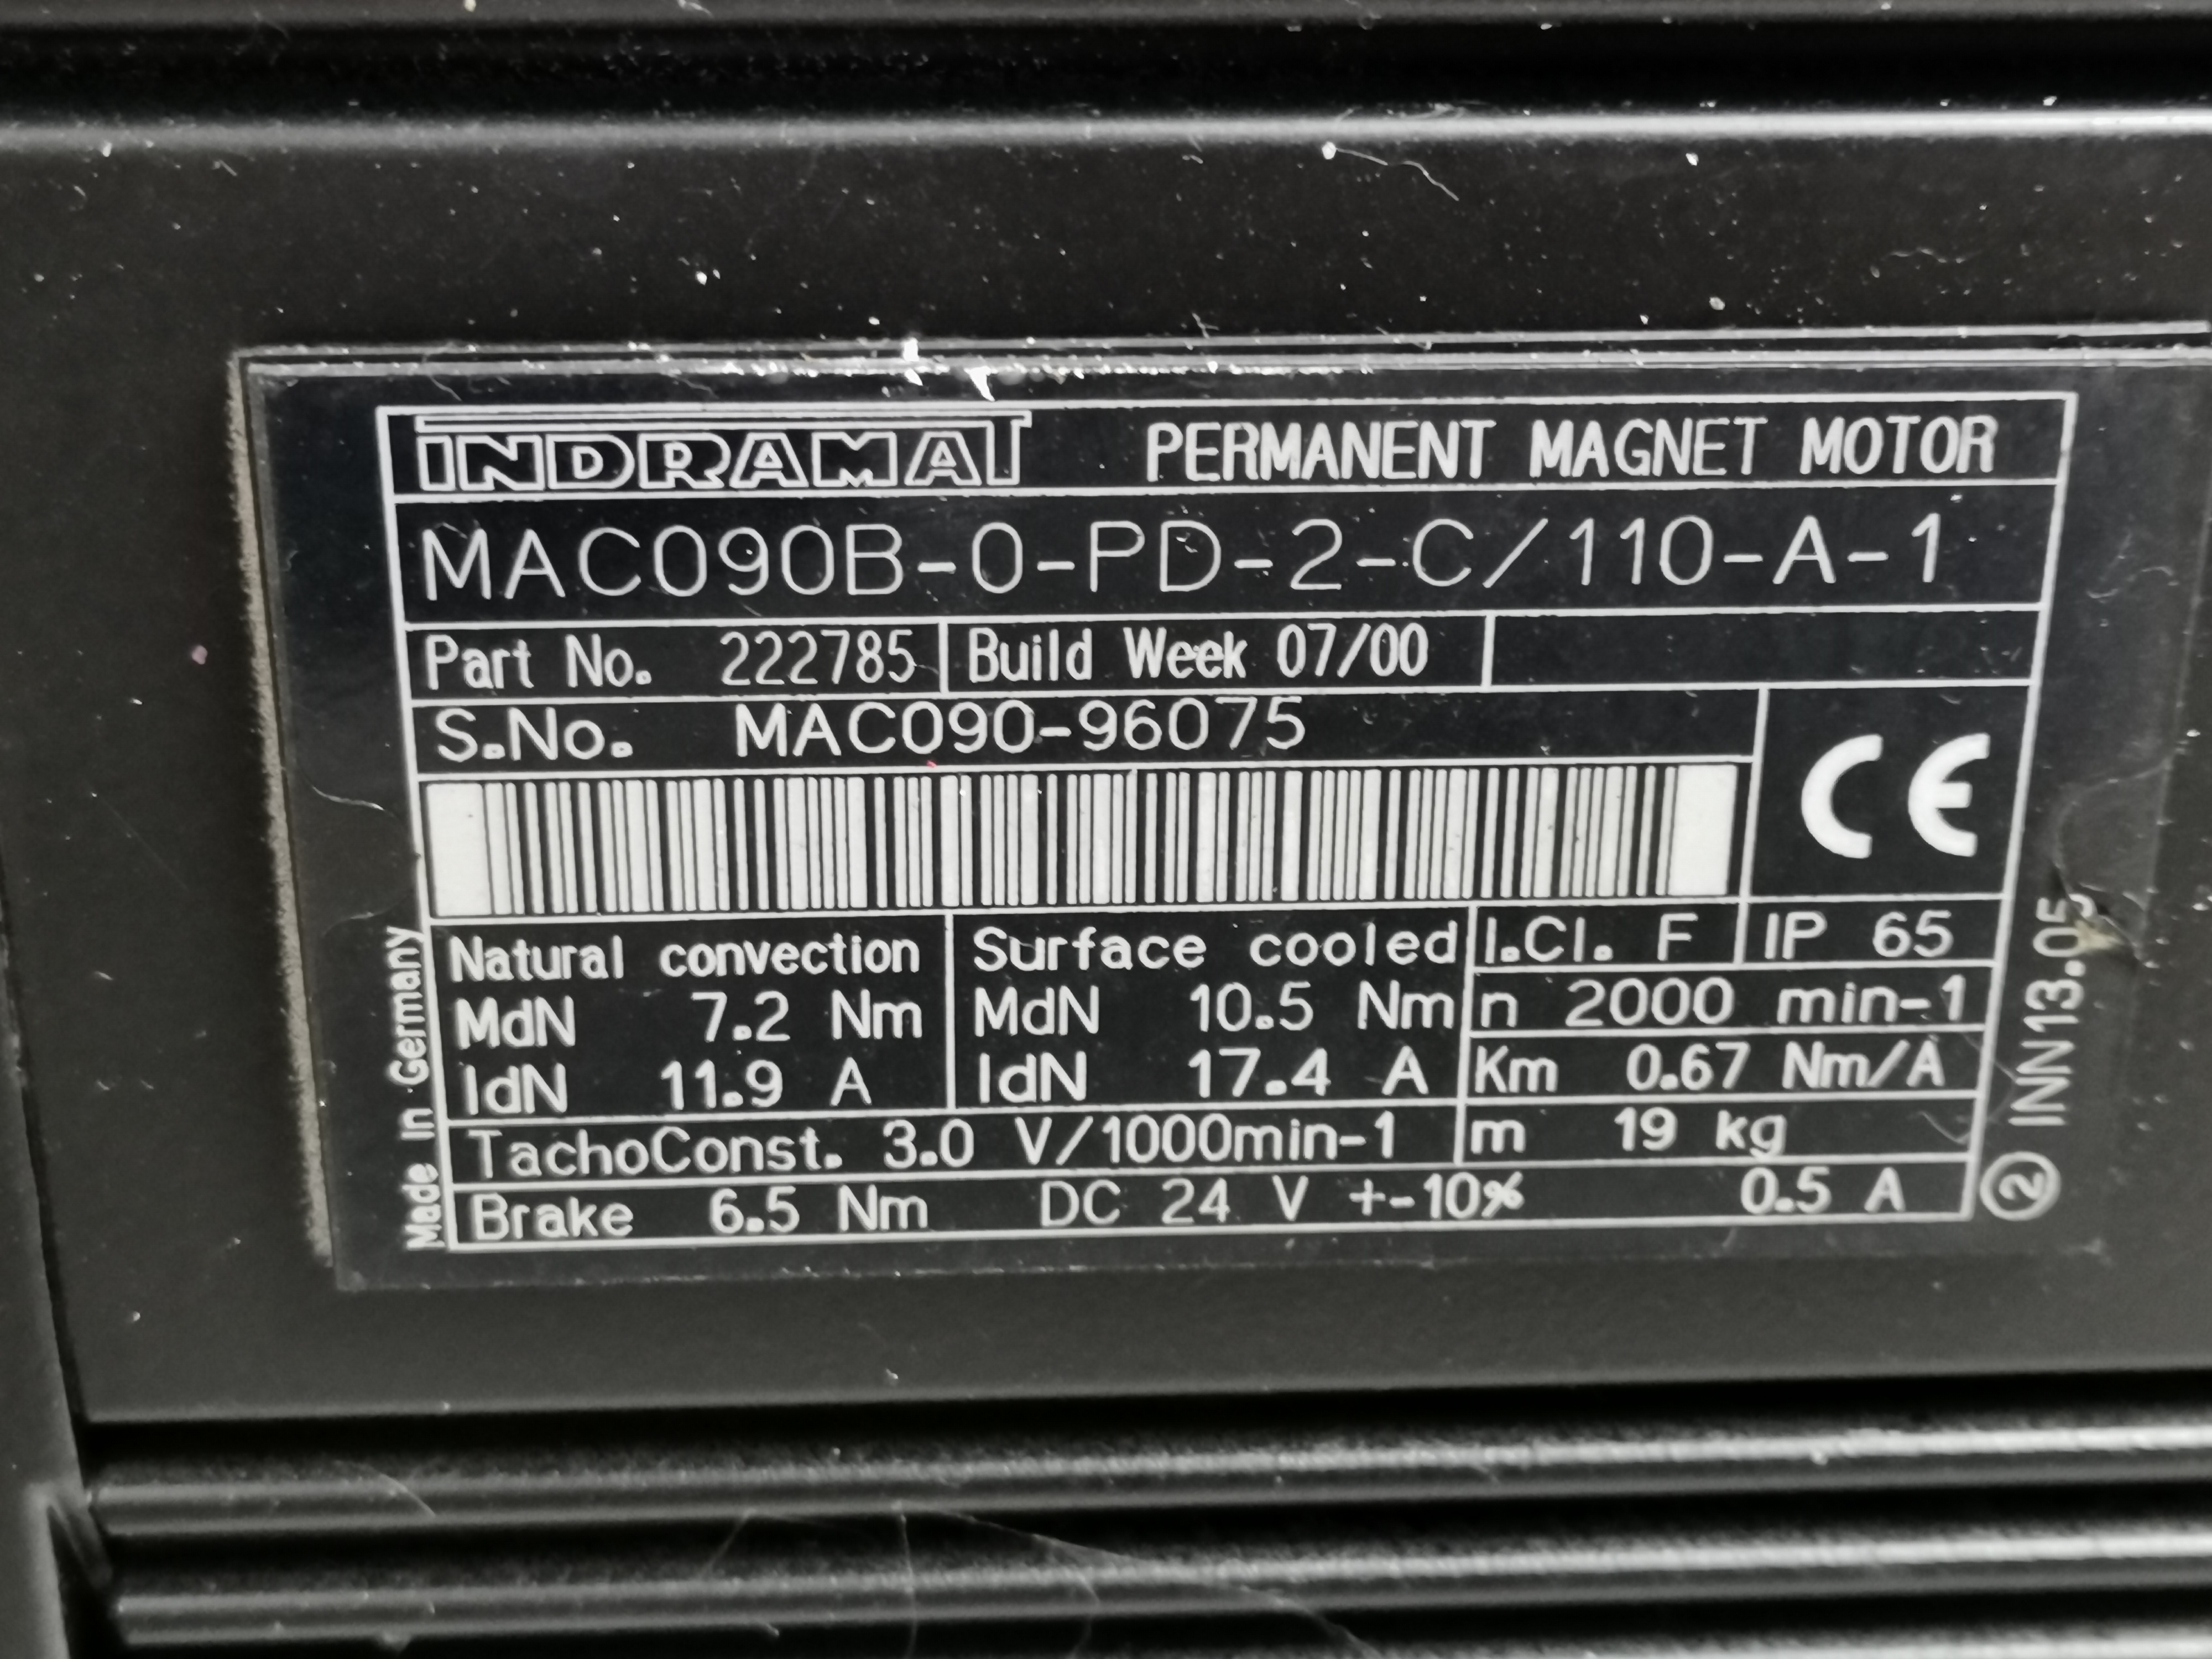 INDRAMAT PERMANENT MAGNET MOTOR
MAC090B-0-PD-2-C/110-A-1
Part No. 222785 Build Week 07/00
S.No. MAC090-96075
CE
Natural convection Surface cooled I.Cl. F IP 65
MdN 7.2 Nm MdN 10.5 Nm n 2000 min-1
IdN 11.9 A IdN 17.4 A Km 0.67 Nm/A
TachoConst. 3.0 V/1000min-1 m 19 kg
Brake 6.5 Nm DC 24 V +-10% 0.5 A
Made In Germany
② INN13.05